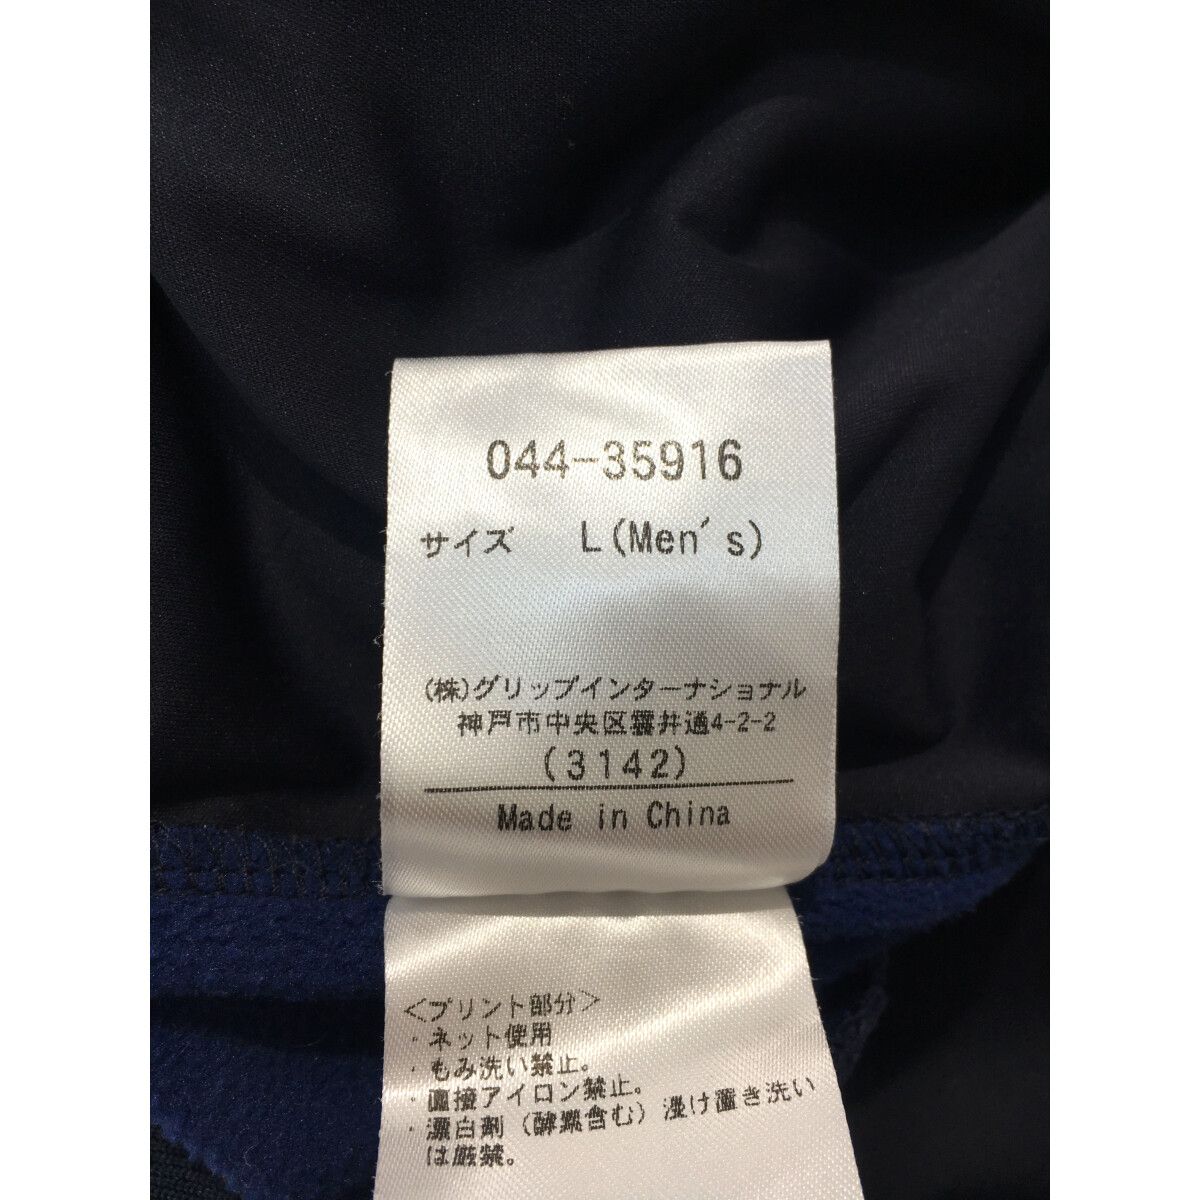 044-35916
サイズ L(Men's)
(株)グリップインターナショナル
神戸市中央区雲井通4-2-2
(3142)
Made in China
<プリント部分>
・ネット使用
・もみ洗い禁止。
・直接アイロン禁止。
・漂白剤（酵素含む）浸け置き洗い
は厳禁。